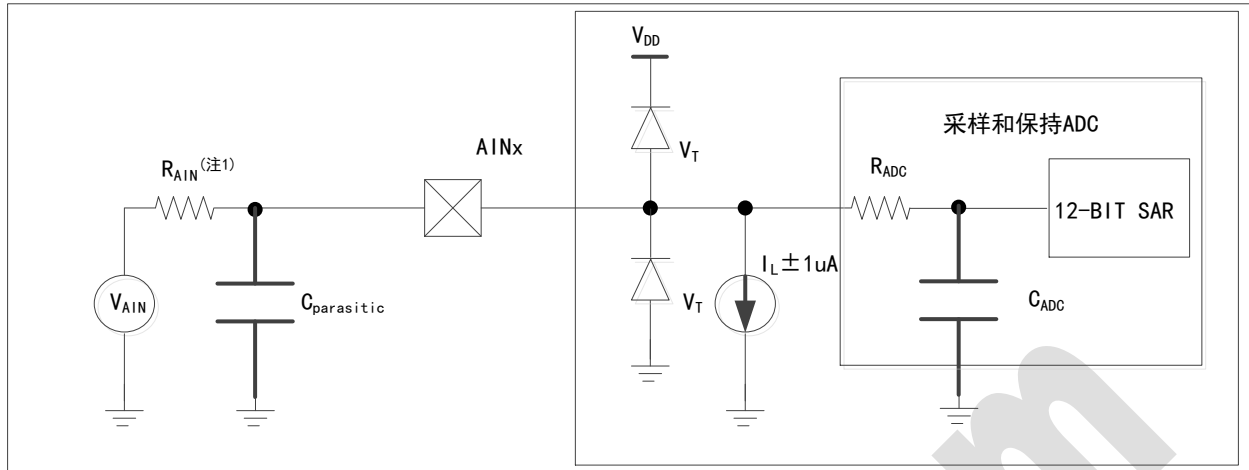 V_DD
采样和保持ADC
AINx
V_T
R_AIN(注1)
R_ADC
12-BIT SAR
I_L±1uA
V_AIN
C_parasitic
V_T
C_ADC